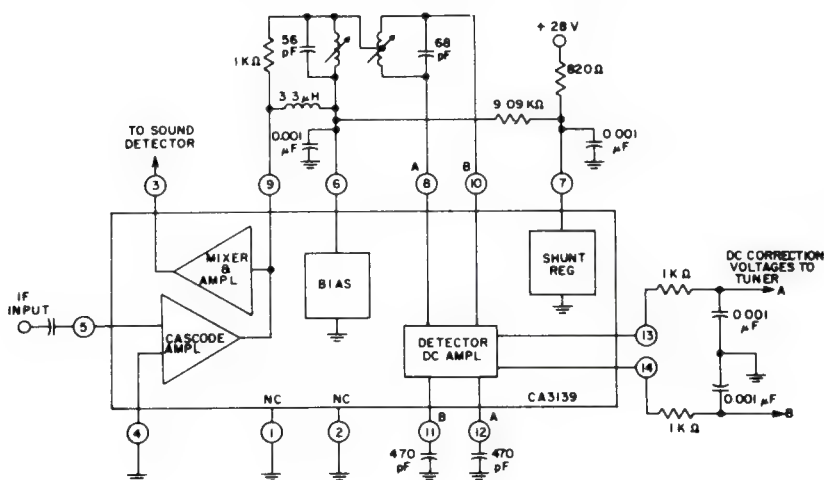 56
pF
68
pF
+ 28 V
1KΩ
820Ω
3.3μH
9.09KΩ
0.001
μF
0.001
μF
TO SOUND
DETECTOR
A
B
3
9
6
8
10
7
MIXER
&
AMPL
BIAS
SHUNT
REG
DC CORRECTION
VOLTAGES TO
TUNER
1KΩ
A
IF
INPUT
5
CASCODE
AMPL
DETECTOR
DC AMPL
13
0.001
μF
14
0.001
μF
1KΩ
B
NC
NC
B
A
CA3139
4
1
2
11
12
470
pF
470
pF